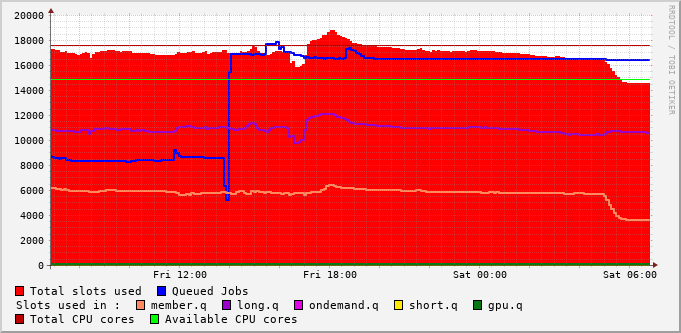 20000
18000
16000
14000
12000
10000
8000
6000
4000
2000
0
Fri 12:00 Fri 18:00 Sat 00:00 Sat 06:00
RRDTOOL / TOBI OETIKER
Total slots used Queued Jobs
Slots used in : member.q long.q ondemand.q short.q gpu.q
Total CPU cores Available CPU cores